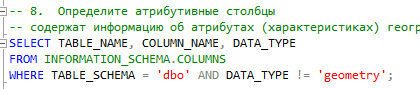 -- 8.  Определите атрибутивные столбцы
-- содержат информацию об атрибутах (характеристиках)
SELECT TABLE_NAME, COLUMN_NAME, DATA_TYPE
FROM INFORMATION_SCHEMA.COLUMNS
WHERE TABLE_SCHEMA = 'dbo' AND DATA_TYPE != 'geometry';